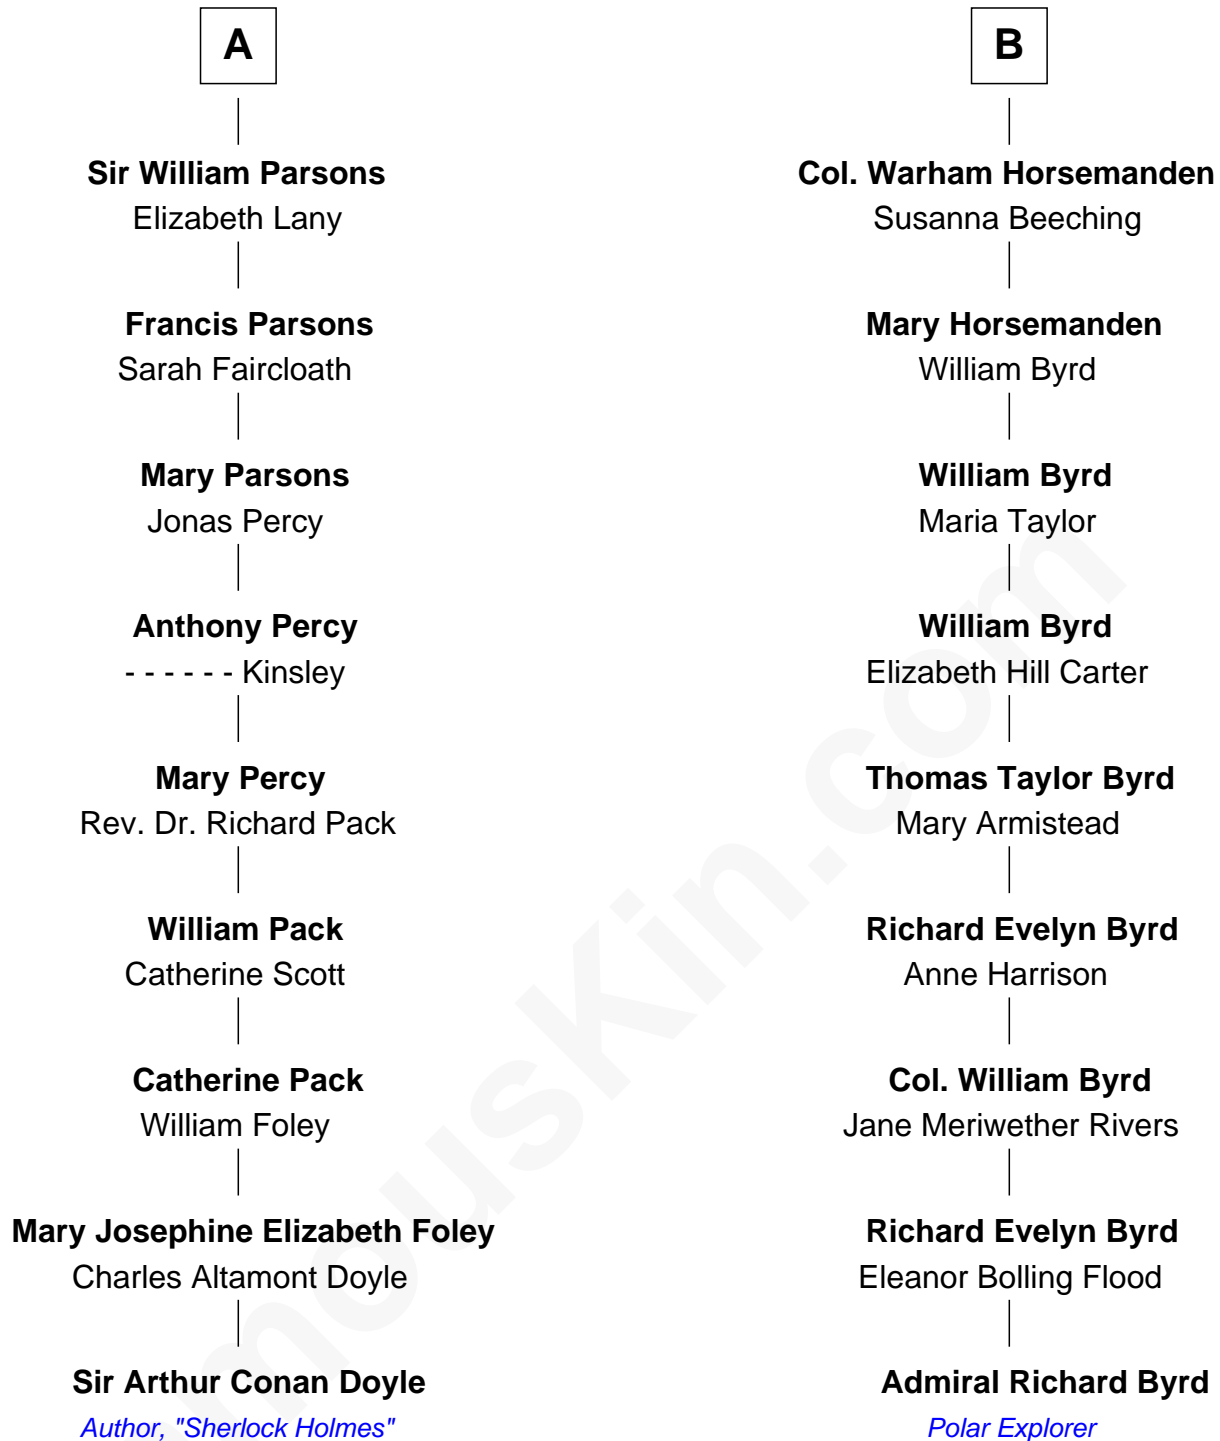 A
Sir William Parsons
Elizabeth Lany
Francis Parsons
Sarah Faircloath
Mary Parsons
Jonas Percy
Anthony Percy
- - - - - - Kinsley
Mary Percy
Rev. Dr. Richard Pack
William Pack
Catherine Scott
Catherine Pack
William Foley
Mary Josephine Elizabeth Foley
Charles Altamont Doyle
Sir Arthur Conan Doyle
Author, "Sherlock Holmes"
B
Col. Warham Horsemanden
Susanna Beeching
Mary Horsemanden
William Byrd
William Byrd
Maria Taylor
William Byrd
Elizabeth Hill Carter
Thomas Taylor Byrd
Mary Armistead
Richard Evelyn Byrd
Anne Harrison
Col. William Byrd
Jane Meriwether Rivers
Richard Evelyn Byrd
Eleanor Bolling Flood
Admiral Richard Byrd
Polar Explorer
mousKin.com